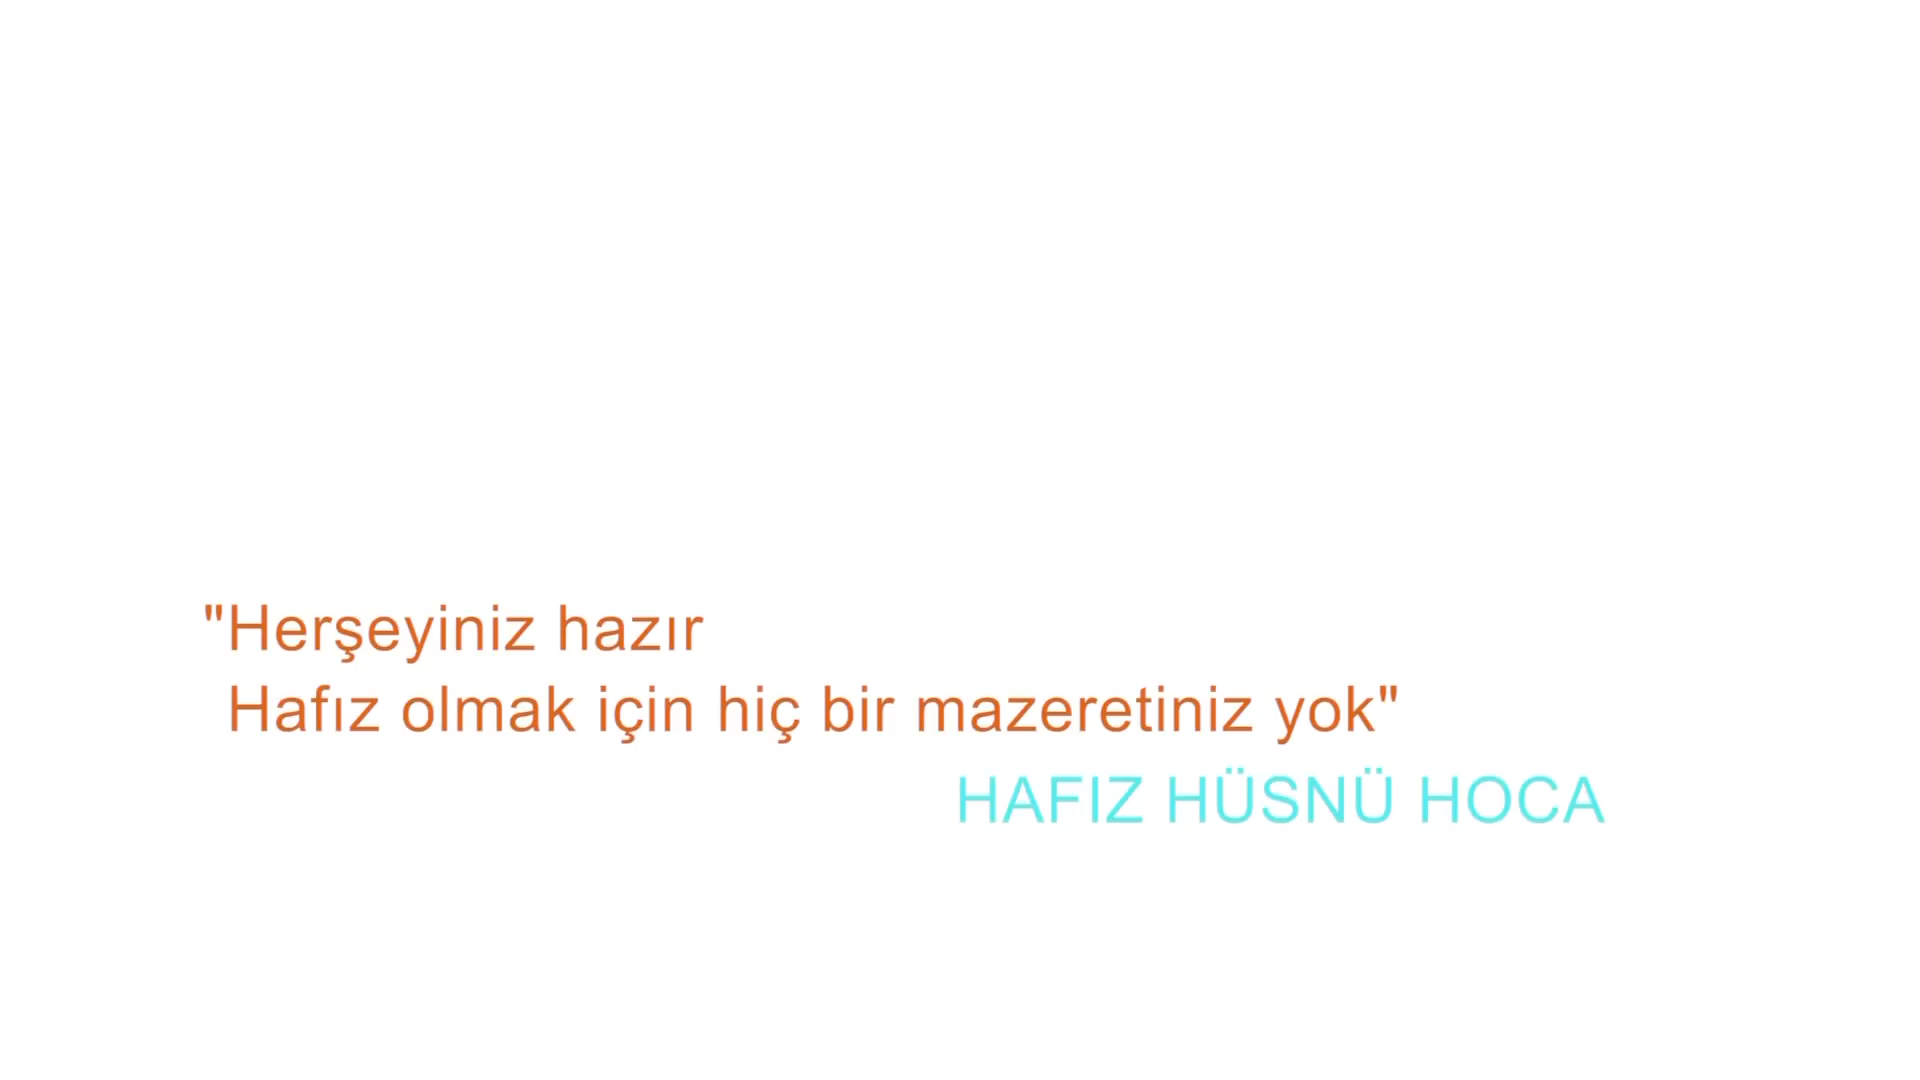 "Herşeyiniz hazır
Hafız olmak için hiç bir mazeretiniz yok"
HAFIZ HÜSNÜ HOCA